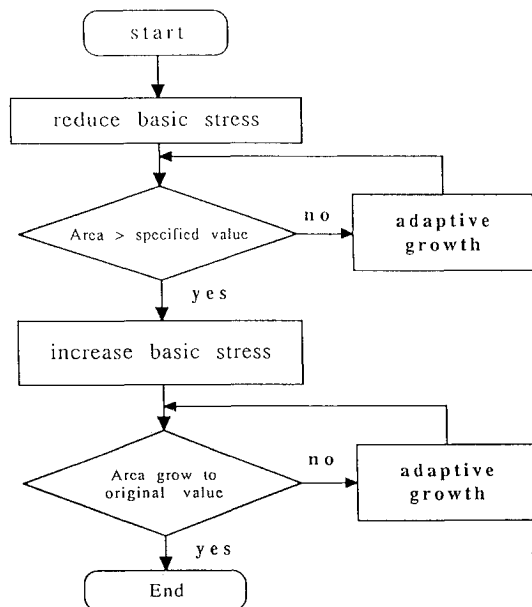 start
reduce basic stress
Area > specified value
no
adaptive
growth
yes
increase basic stress
Area grow to
original value
no
adaptive
growth
yes
End